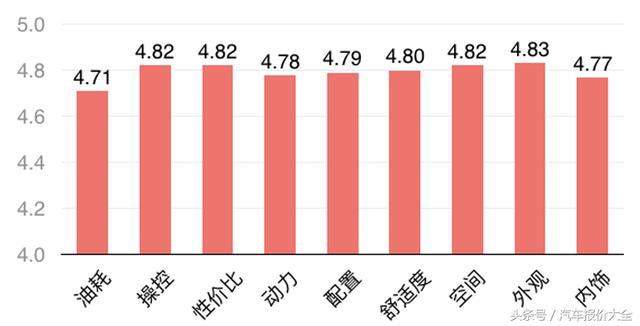 5.0
4.8
4.6
4.4
4.2
4.0
4.71
4.82
4.82
4.78
4.79
4.80
4.82
4.83
4.77
油耗
操控
性价比
动力
配置
舒适度
空间
外观
内饰
头条号 / 汽车报价大全